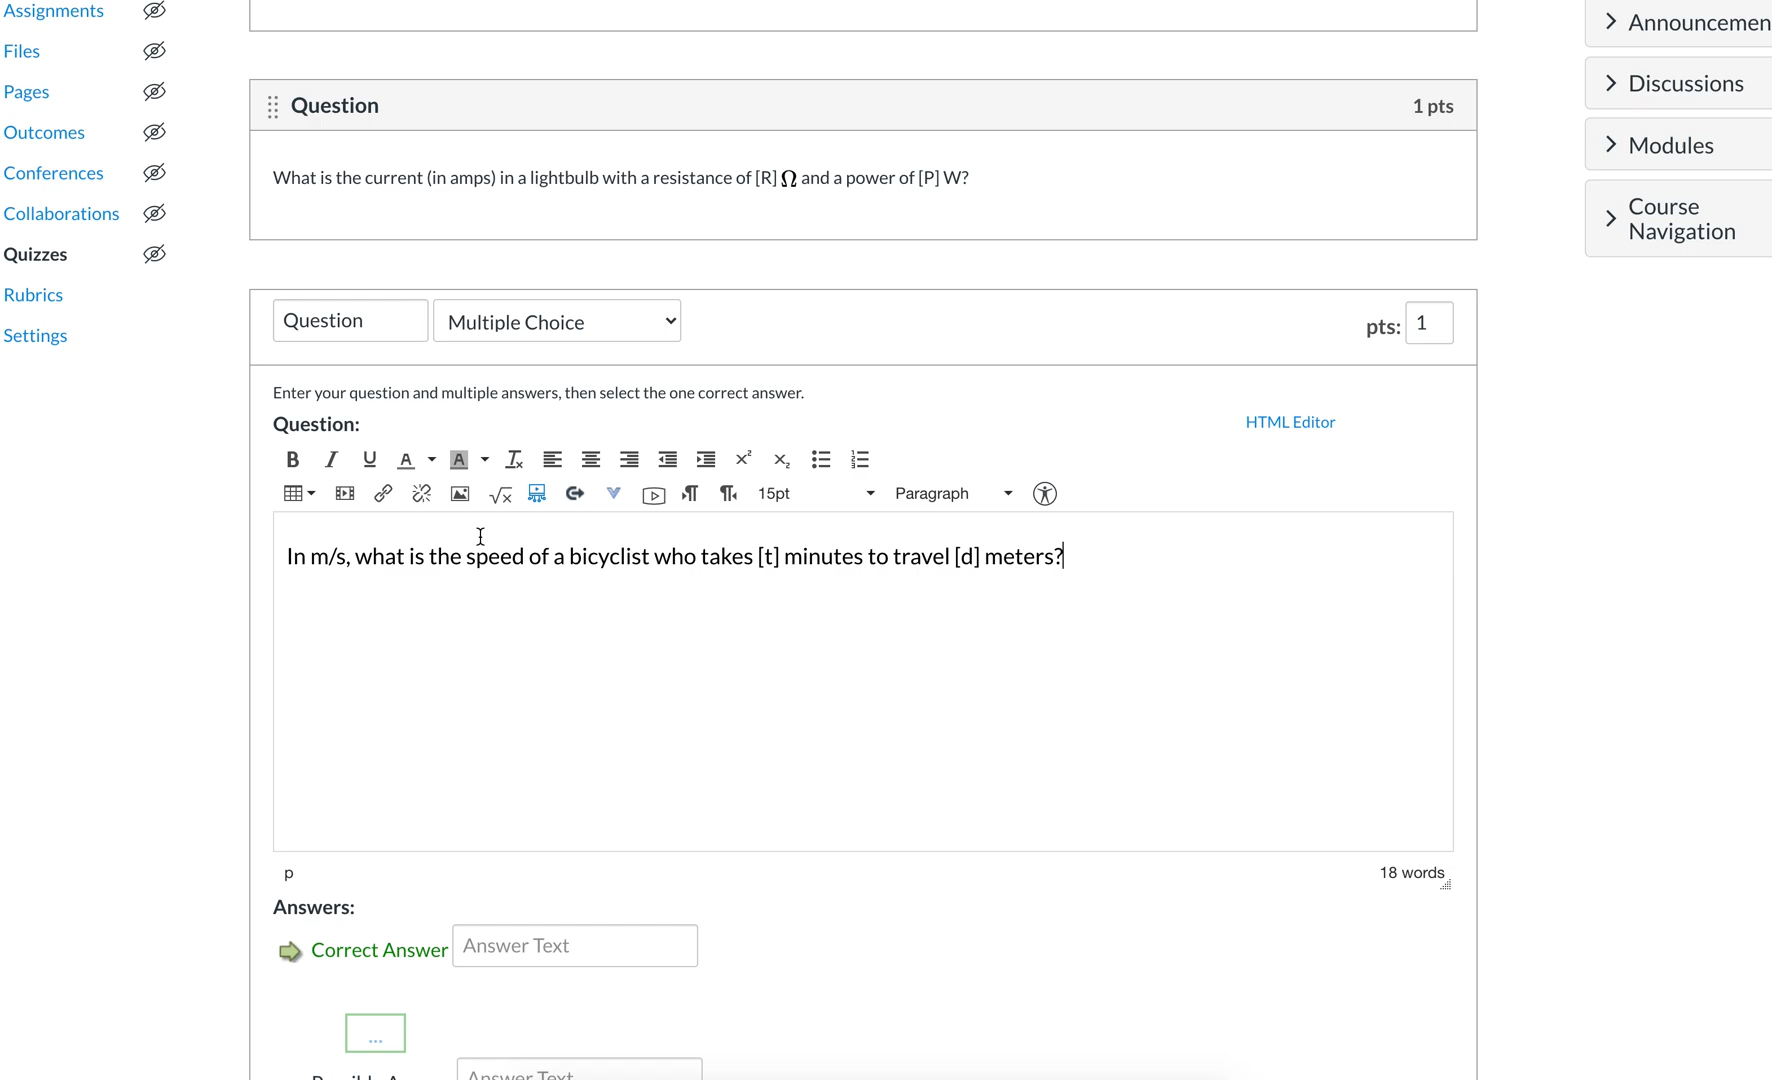 Assignments
Files
Pages
Outcomes
Conferences
Collaborations
Quizzes
Rubrics
Settings
Question 1 pts
What is the current (in amps) in a lightbulb with a resistance of [R] Ω and a power of [P] W?
Question Multiple Choice pts: 1
Enter your question and multiple answers, then select the one correct answer.
Question: HTML Editor
15pt Paragraph
In m/s, what is the speed of a bicyclist who takes [t] minutes to travel [d] meters?
p 18 words
Answers:
Correct Answer Answer Text
...
Answer Text
Announcemen
Discussions
Modules
Course
Navigation